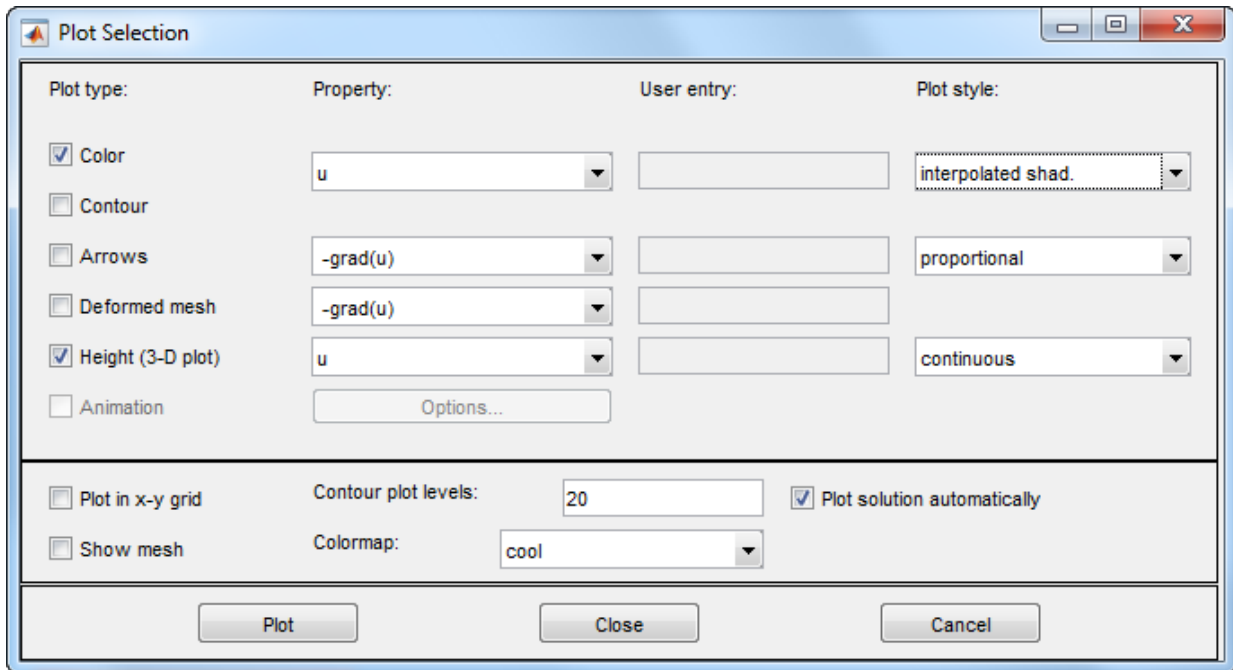 Plot Selection
Plot type: Property: User entry: Plot style:
Color u interpolated shad.
Contour
Arrows -grad(u) proportional
Deformed mesh -grad(u)
Height (3-D plot) u continuous
Animation Options...
Plot in x-y grid Contour plot levels: 20 Plot solution automatically
Show mesh Colormap: cool
Plot Close Cancel